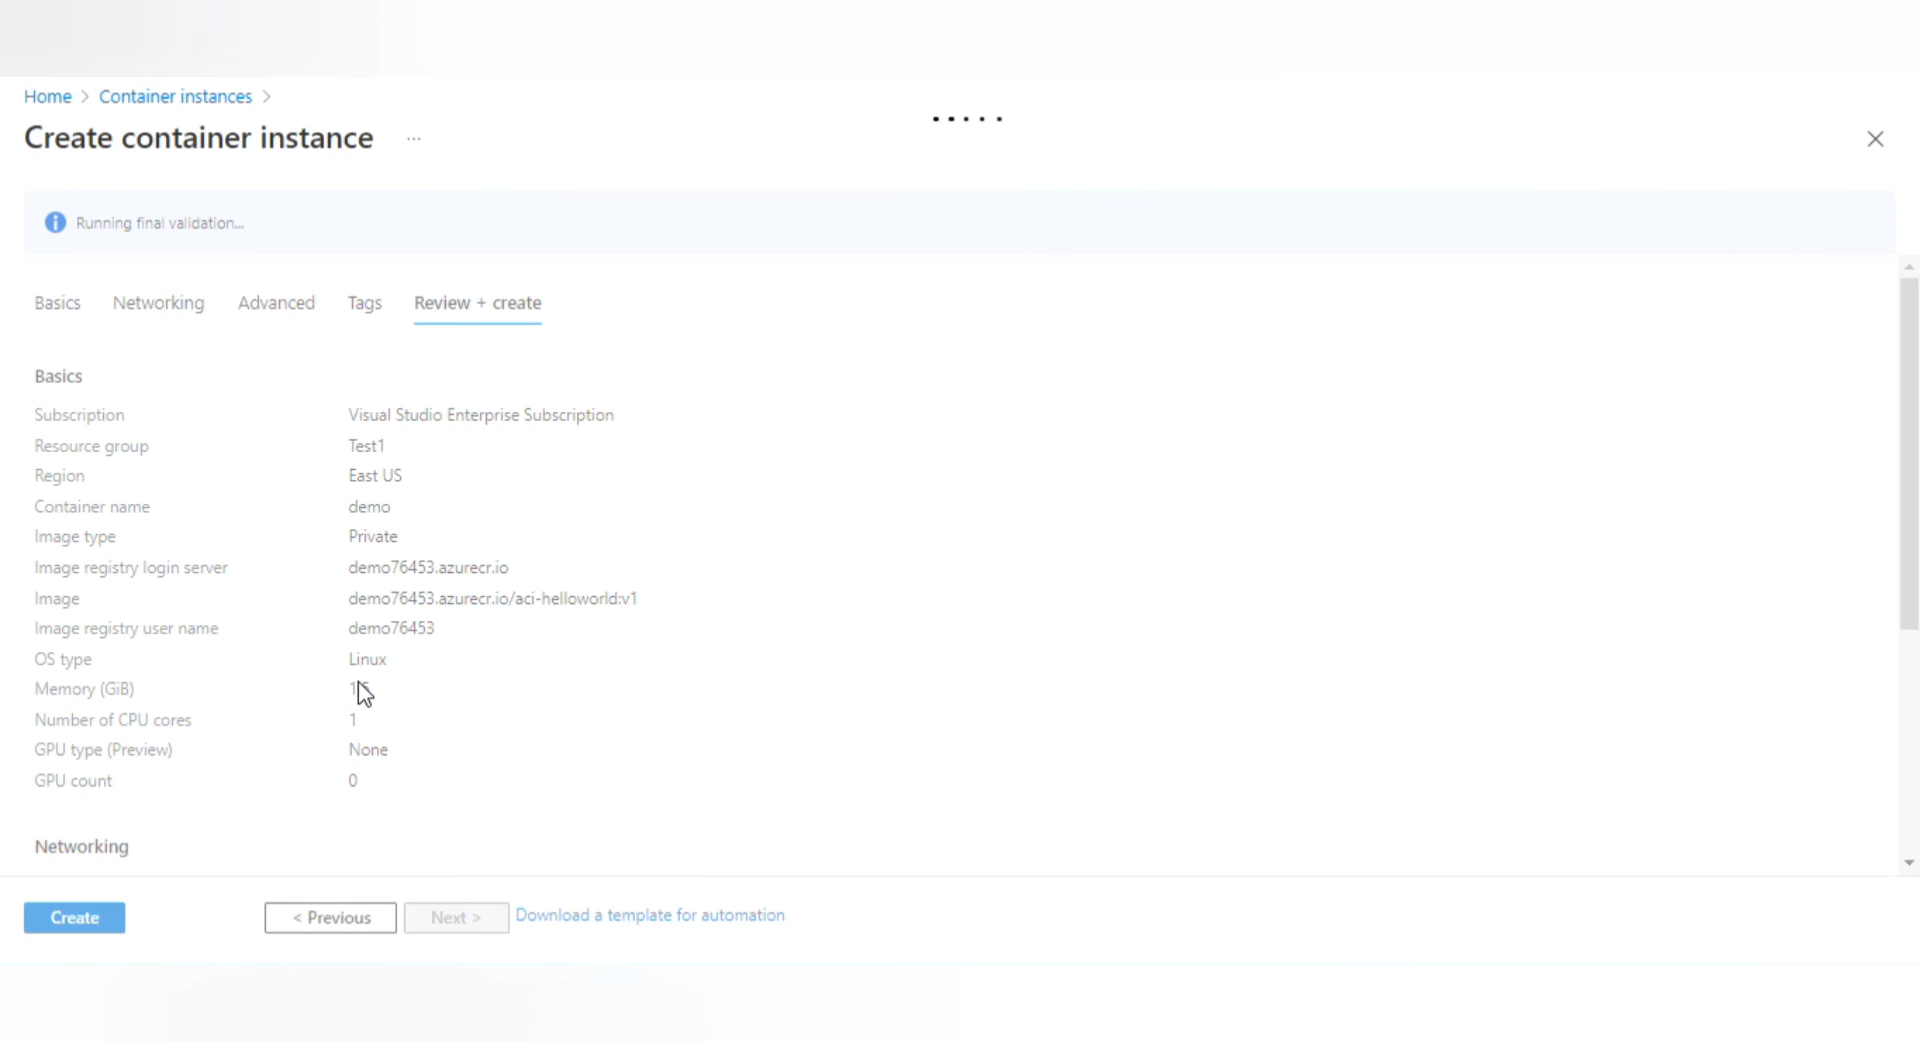 Home > Container instances >
Create container instance ...
Running final validation...
Basics Networking Advanced Tags Review + create
Basics
Subscription Visual Studio Enterprise Subscription
Resource group Test1
Region East US
Container name demo
Image type Private
Image registry login server demo76453.azurecr.io
Image demo76453.azurecr.io/aci-helloworld:v1
Image registry user name demo76453
OS type Linux
Memory (GiB)
Number of CPU cores 1
GPU type (Preview) None
GPU count 0
Networking
Create < Previous Next > Download a template for automation